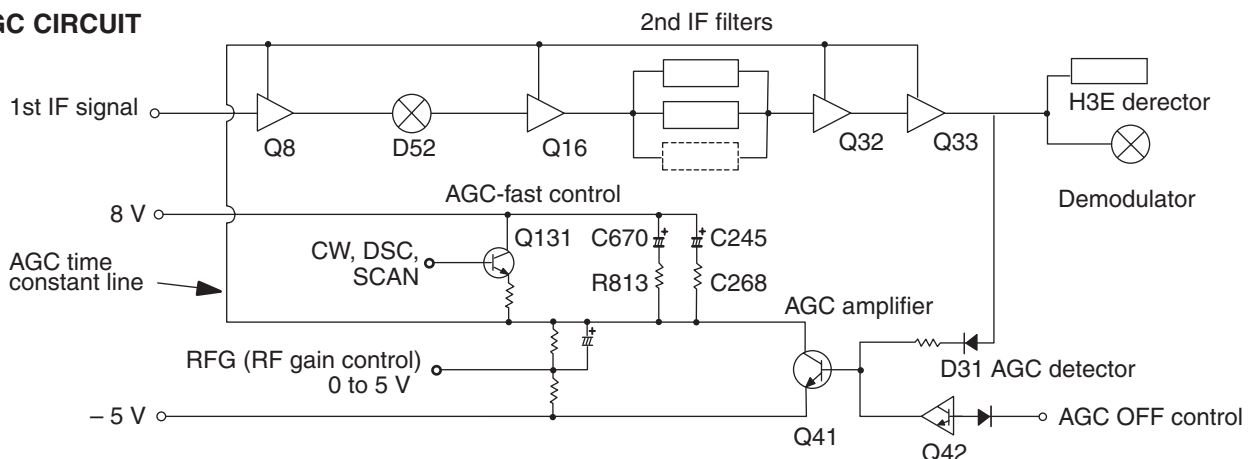 GC CIRCUIT
2nd IF filters
1st IF signal
Q8
D52
Q16
Q32
Q33
H3E derector
Demodulator
AGC-fast control
8 V
Q131
C670
+
C245
+
CW, DSC,
SCAN
R813
C268
AGC time
constant line
AGC amplifier
+
RFG (RF gain control)
0 to 5 V
D31 AGC detector
– 5 V
Q41
Q42
AGC OFF control